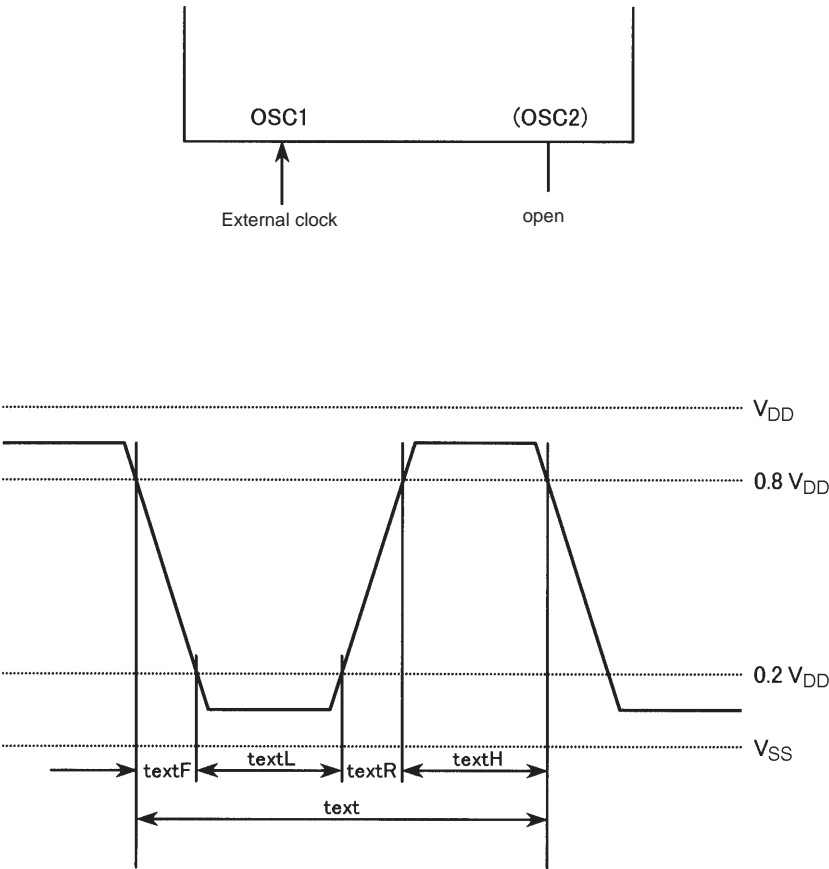 OSC1 (OSC2)
External clock open
VDD
0.8 VDD
0.2 VDD
VSS
textF textL textR textH
text